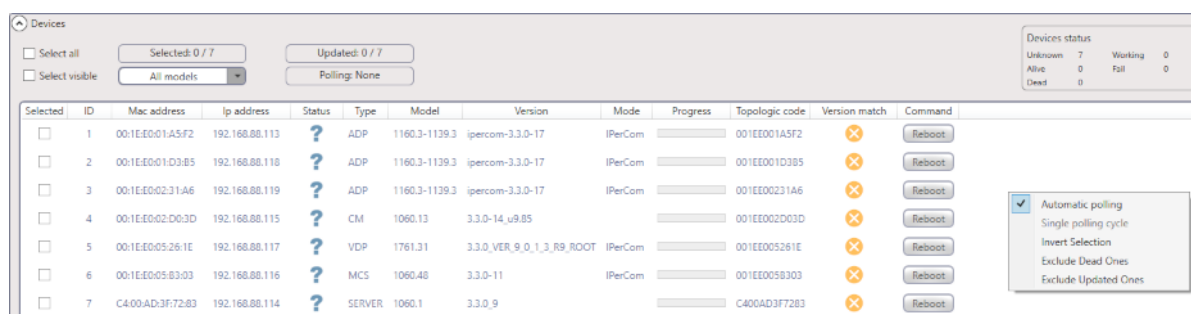 Devices
Select all Selected: 0 / 7 Updated: 0 / 7
Select visible All models Polling: None
Devices status
Unknown 7 Working 0
Alive 0 Fail 0
Dead 0
Selected ID Mac address Ip address Status Type Model Version Mode Progress Topologic code Version match Command
1 00:1E:E0:01:A5:F2 192.168.88.113 ? ADP 1160.3-1139.3 ipercom-3.3.0-17 IPerCom 001EE001A5F2 Reboot
2 00:1E:E0:01:D3:B5 192.168.88.118 ? ADP 1160.3-1139.3 ipercom-3.3.0-17 IPerCom 001EE001D3B5 Reboot
3 00:1E:E0:02:31:A6 192.168.88.119 ? ADP 1160.3-1139.3 ipercom-3.3.0-17 IPerCom 001EE00231A6 Reboot
4 00:1E:E0:02:D0:3D 192.168.88.115 ? CM 1060.13 3.3.0-14_u9.85 001EE002D03D Reboot
5 00:1E:E0:05:26:1E 192.168.88.117 ? VDP 1761.31 3.3.0_VER_9_0_1_3_R9_ROOT IPerCom 001EE005261E Reboot
6 00:1E:E0:05:83:03 192.168.88.116 ? MCS 1060.48 3.3.0-11 IPerCom 001EE0058303 Reboot
7 C4:00:AD:3F:72:83 192.168.88.114 ? SERVER 1060.1 3.3.0_9 C400AD3F7283 Reboot
Automatic polling
Single polling cycle
Invert Selection
Exclude Dead Ones
Exclude Updated Ones